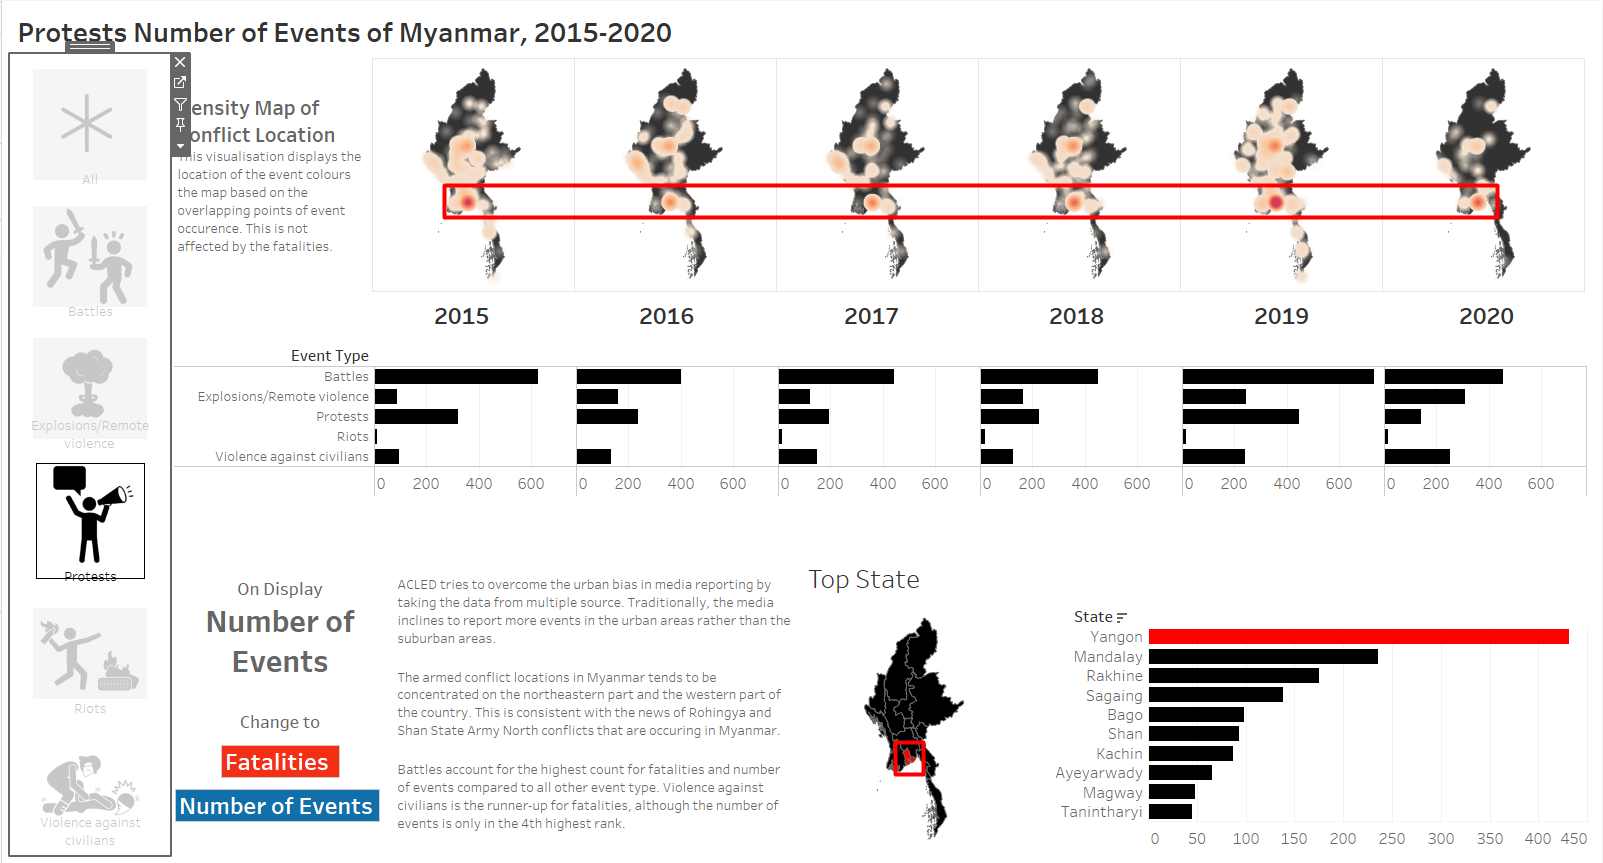 Protests Number of Events of Myanmar, 2015-2020
All
Battles
Explosions/Remote
violence
Protests
Riots
Violence against
civilians
ensity Map of
onflict Location
This visualisation displays the
location of the event colours
the map based on the
overlapping points of event
occurence. This is not
affected by the fatalities.
2015 2016 2017 2018 2019 2020
Event Type
Battles
Explosions/Remote violence
Protests
Riots
Violence against civilians
0 200 400 600 0 200 400 600 0 200 400 600 0 200 400 600 0 200 400 600 0 200 400 600
On Display
Number of
Events
Change to
Fatalities
Number of Events
ACLED tries to overcome the urban bias in media reporting by
taking the data from multiple source. Traditionally, the media
inclines to report more events in the urban areas rather than the
suburban areas.
The armed conflict locations in Myanmar tends to be
concentrated on the northeastern part and the western part of
the country. This is consistent with the news of Rohingya and
Shan State Army North conflicts that are occuring in Myanmar.
Battles account for the highest count for fatalities and number
of events compared to all other event type. Violence against
civilians is the runner-up for fatalities, although the number of
events is only in the 4th highest rank.
Top State
State
Yangon
Mandalay
Rakhine
Sagaing
Bago
Shan
Kachin
Ayeyarwady
Magway
Tanintharyi
0 50 100 150 200 250 300 350 400 450